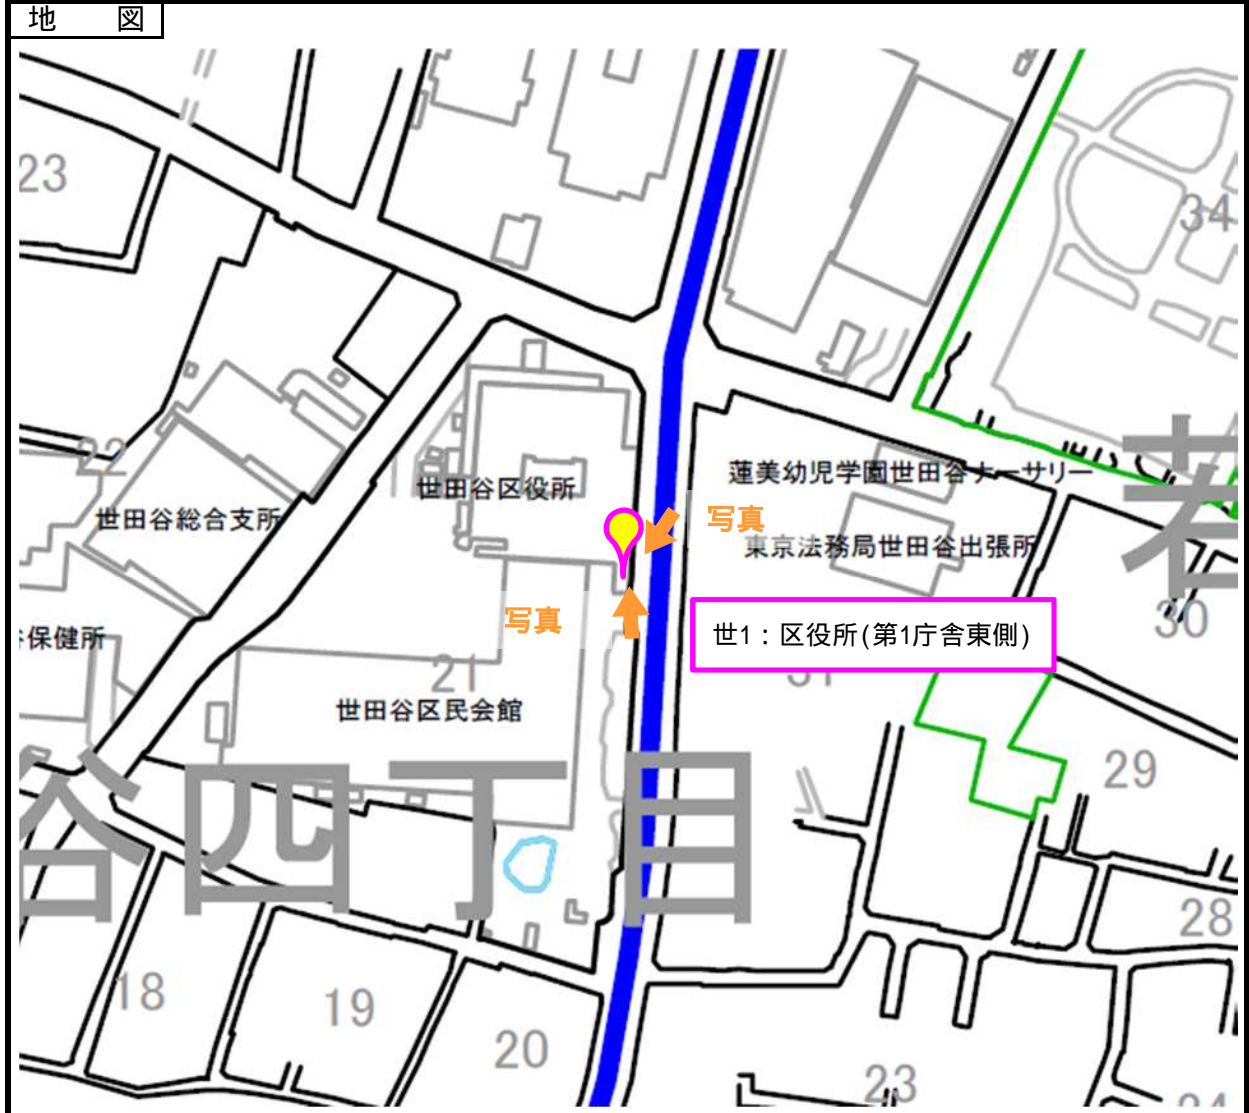 地 図
23
34
22
世田谷区役所
蓮美幼児学園世田谷ナーサリー
世田谷総合支所
写真
東京法務局世田谷出張所
若
写真
世1：区役所(第1庁舎東側)
30
保健所
21
31
世田谷区民会館
29
谷四丁目
28
18
19
20
23
24